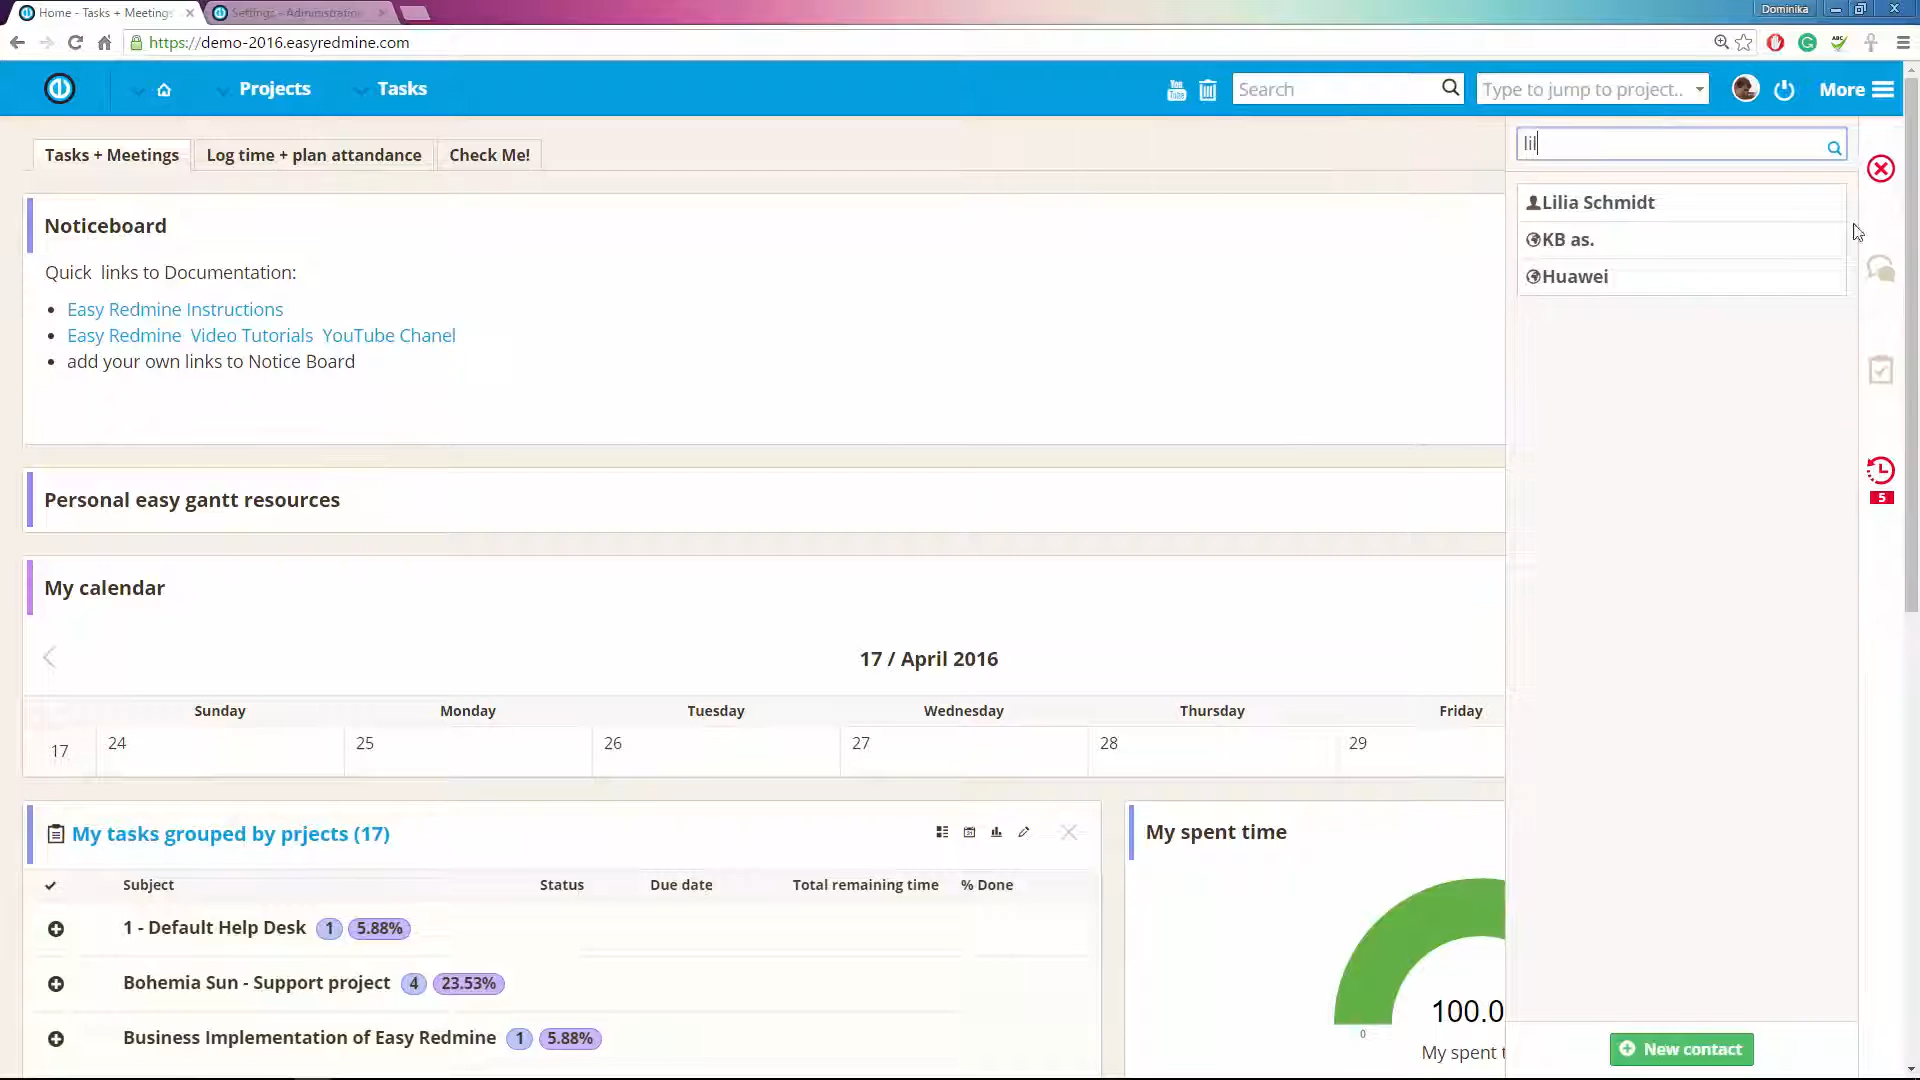 Home - Tasks + Meeting
Settings - Administration
Dominika
https://demo-2016.easyredmine.com
ABC
Projects
Tasks
You
Tube
Search
Type to jump to project..
More
Tasks + Meetings
Log time + plan attandance
Check Me!
lil
Lilia Schmidt
KB as.
Huawei
Noticeboard
Quick links to Documentation:
Easy Redmine Instructions
Easy Redmine Video Tutorials YouTube Chanel
add your own links to Notice Board
5
Personal easy gantt resources
My calendar
17 / April 2016
Sunday Monday Tuesday Wednesday Thursday Friday
17 24 25 26 27 28 29
My tasks grouped by prjects (17)
My spent time
Subject Status Due date Total remaining time % Done
1 - Default Help Desk 1 5.88%
Bohemia Sun - Support project 4 23.53%
Business Implementation of Easy Redmine 1 5.88%
100.0
0
My spent t
New contact